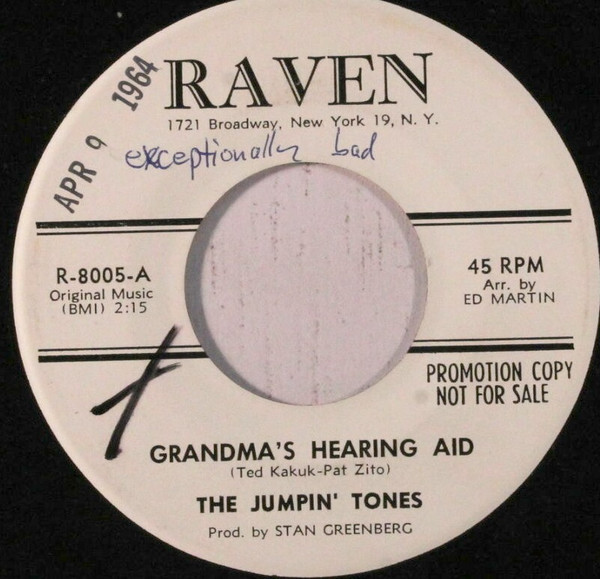 APR 9 1964
RAVEN
1721 Broadway, New York 19, N. Y.
exceptionally bad
R-8005-A
Original Music
(BMI) 2:15
45 RPM
Arr. by
ED MARTIN
PROMOTION COPY
NOT FOR SALE
GRANDMA'S HEARING AID
(Ted Kakuk-Pat Zito)
THE JUMPIN' TONES
Prod. by STAN GREENBERG